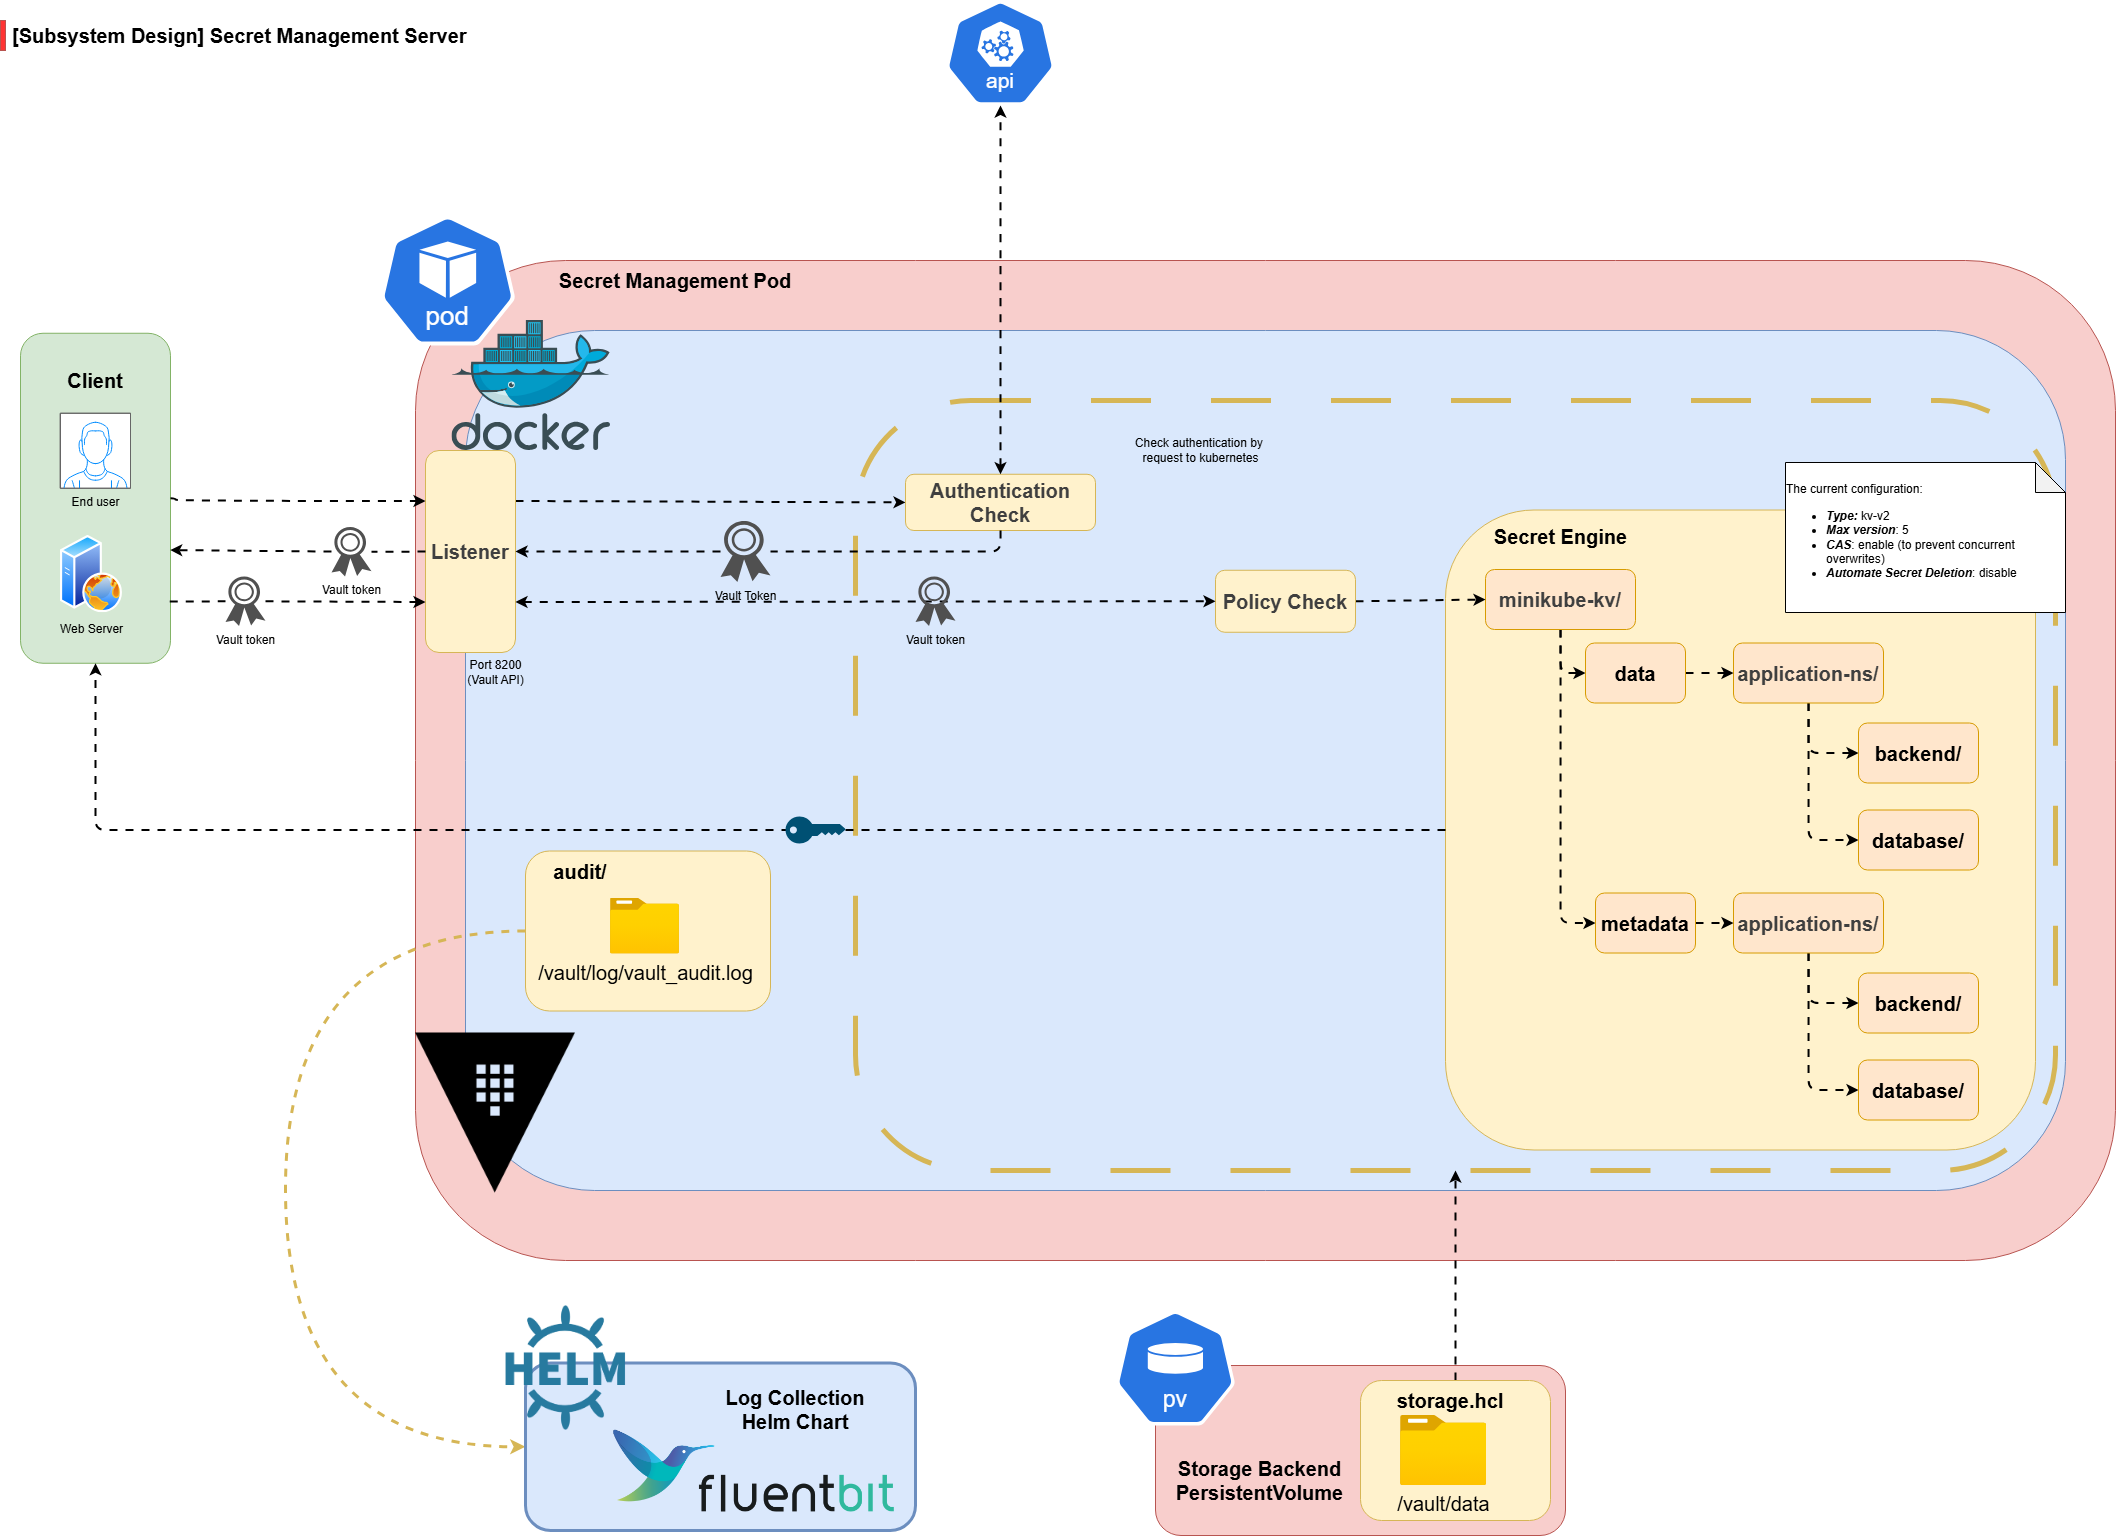 [Subsystem Design] Secret Management Server
api
pod
Secret Management Pod
docker
Client
End user
Web Server
Check authentication by
request to kubernetes
Authentication
Check
Listener
Vault token
Vault token
Vault Token
Vault token
Policy Check
Port 8200
(Vault API)
The current configuration:
• Type: kv-v2
• Max version: 5
• CAS: enable (to prevent concurrent
overwrites)
• Automate Secret Deletion: disable
Secret Engine
minikube-kv/
data
application-ns/
backend/
database/
metadata
application-ns/
backend/
database/
audit/
/vault/log/vault_audit.log
HELM
Log Collection
Helm Chart
fluentbit
pv
Storage Backend
PersistentVolume
storage.hcl
/vault/data